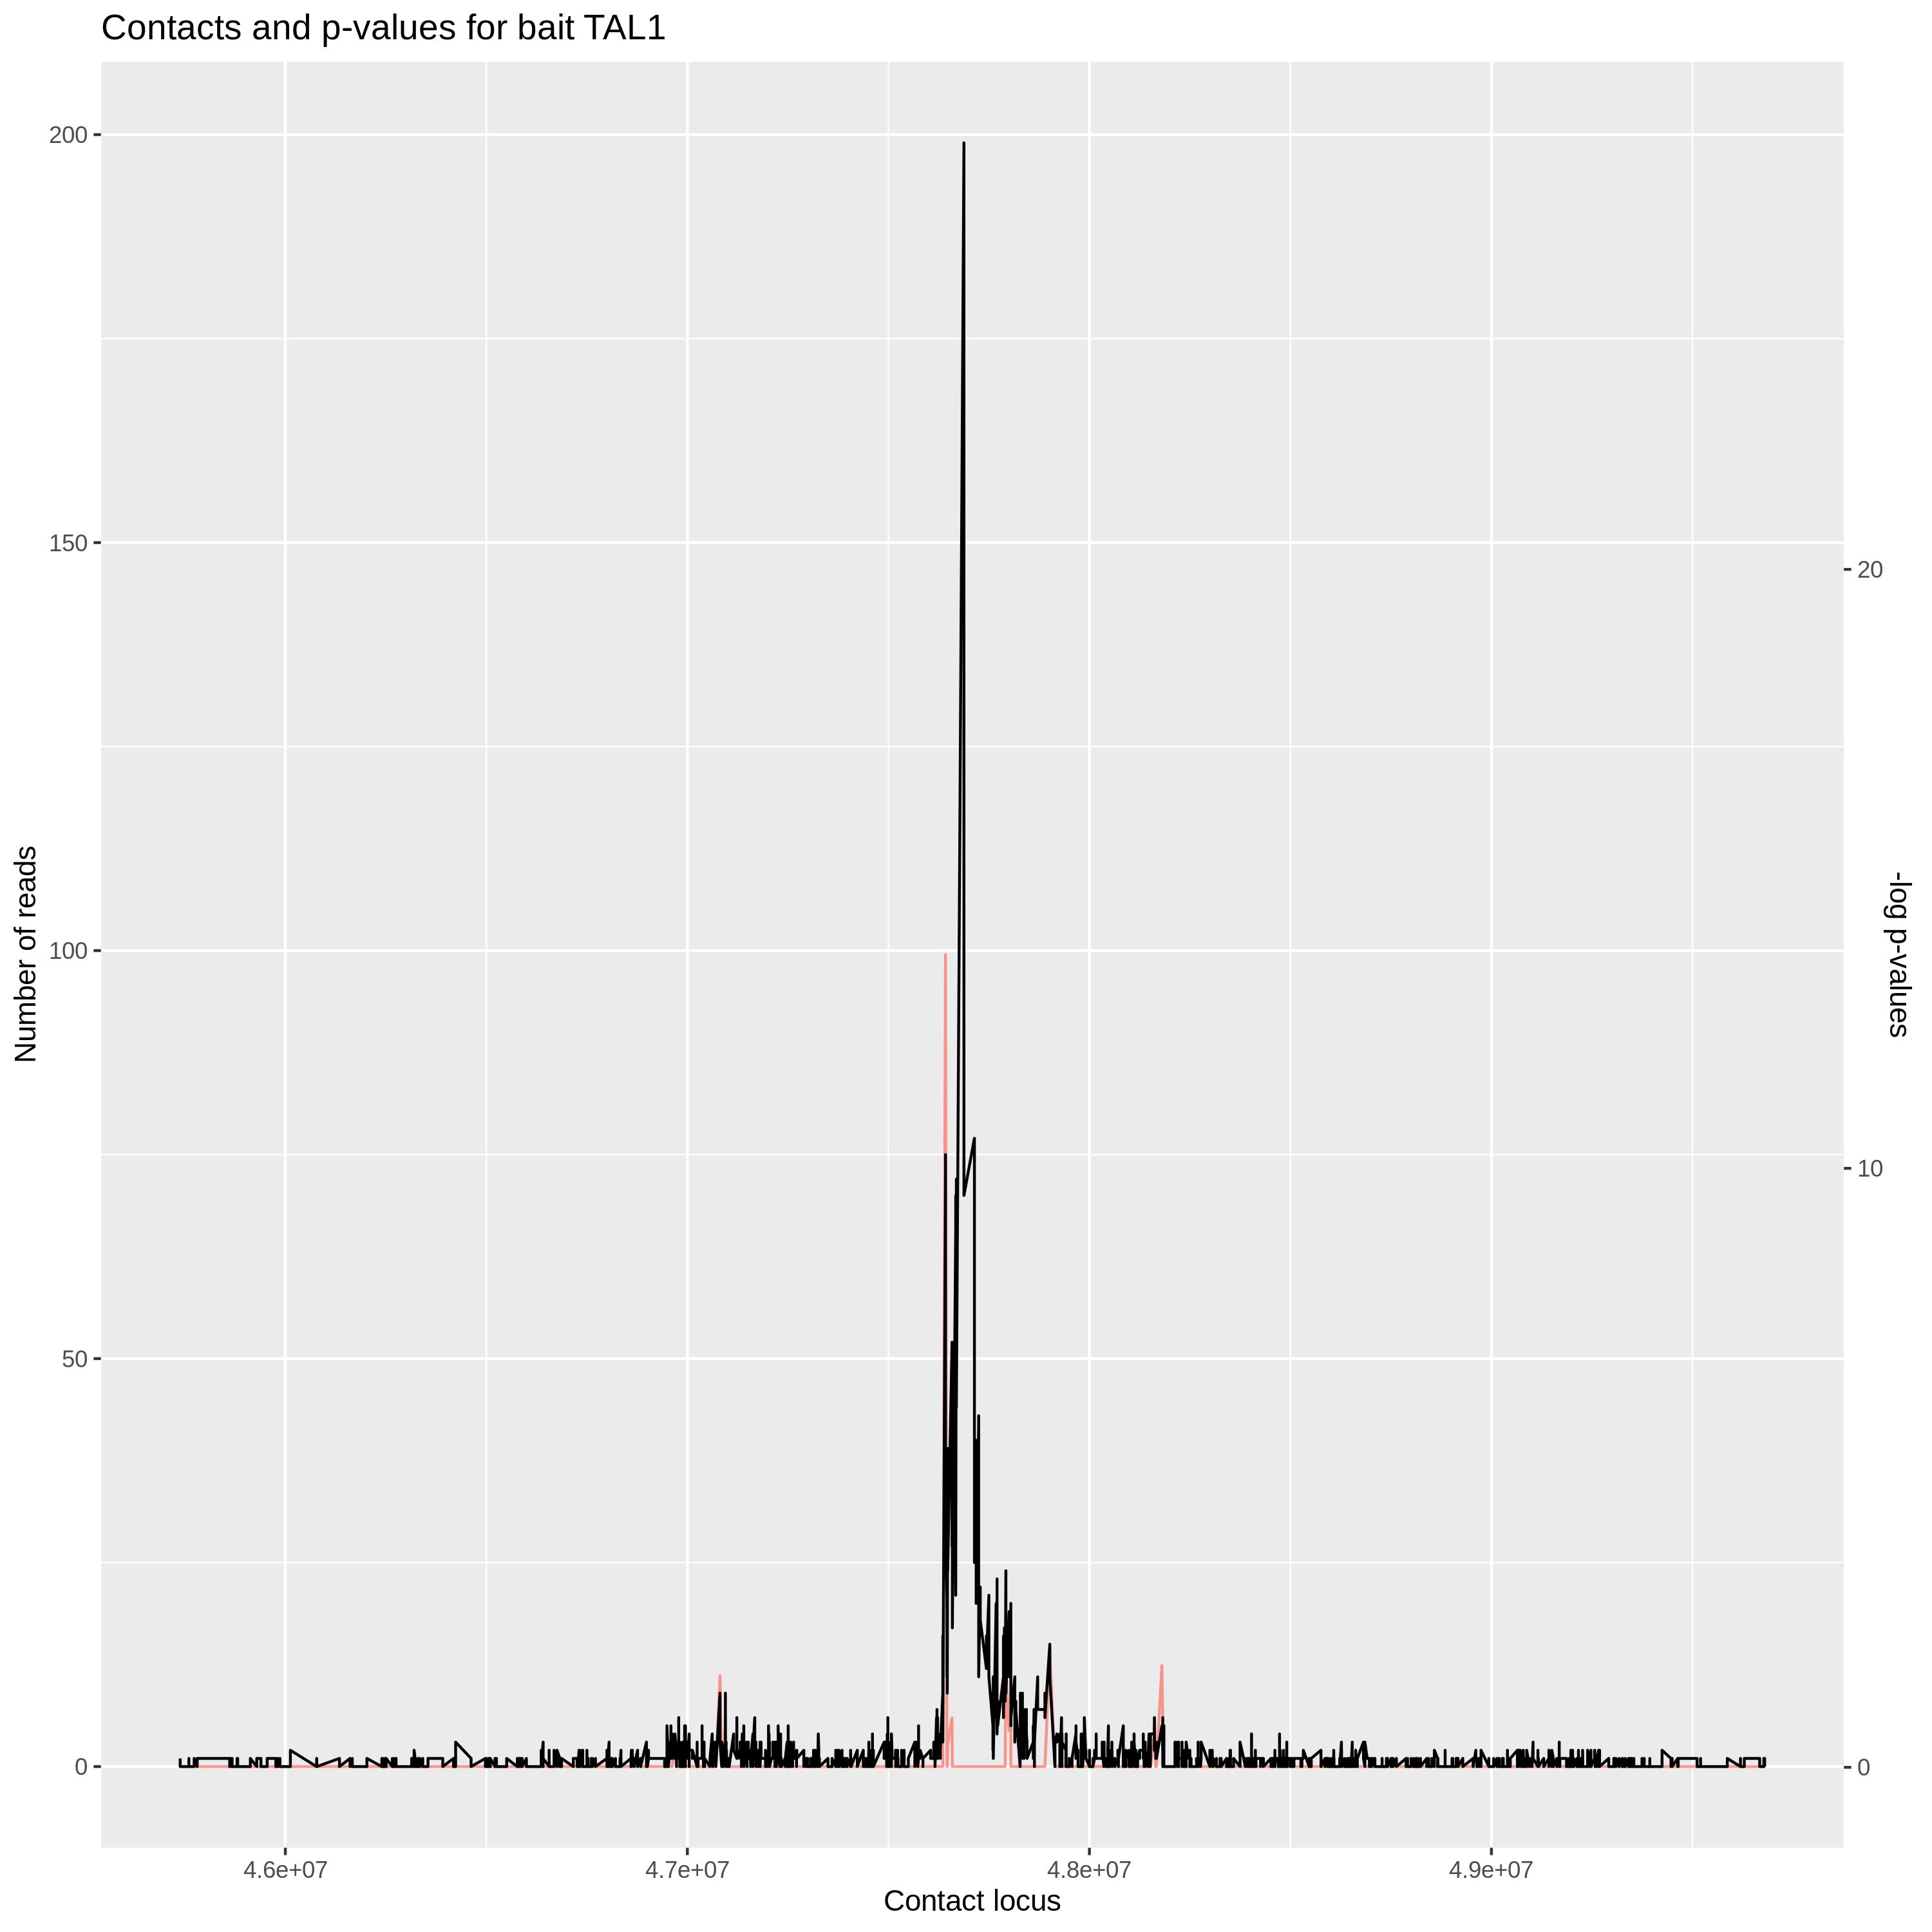 Contacts and p-values for bait TAL1
200
150
100
50
0
Number of reads
20
10
0
-log p-values
4.6e+07
4.7e+07
4.8e+07
4.9e+07
Contact locus